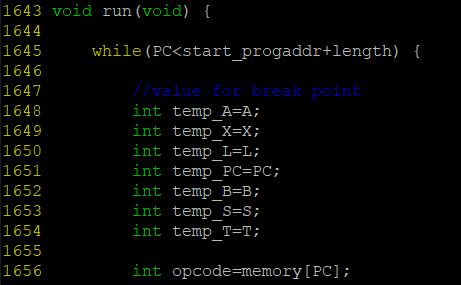 1643 void run(void) {
1644
1645     while(PC<start_progaddr+length) {
1646
1647         //value for break point
1648         int temp_A=A;
1649         int temp_X=X;
1650         int temp_L=L;
1651         int temp_PC=PC;
1652         int temp_B=B;
1653         int temp_S=S;
1654         int temp_T=T;
1655
1656         int opcode=memory[PC];